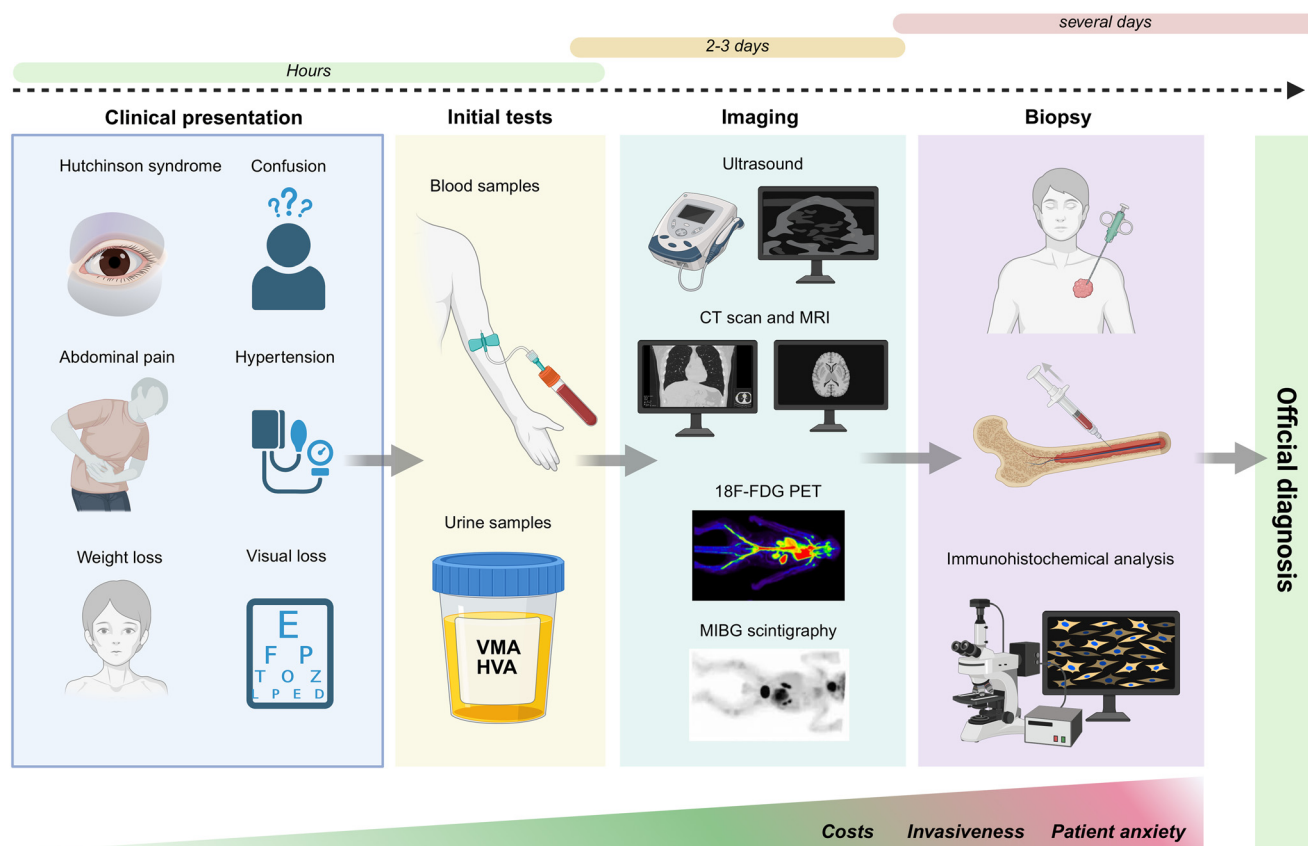 several days
2-3 days
Hours
Clinical presentation
Initial tests
Imaging
Biopsy
Hutchinson syndrome
Confusion
???
Abdominal pain
Hypertension
Weight loss
Visual loss
E
F P
T O Z
L P E D
Blood samples
Urine samples
VMA
HVA
Ultrasound
CT scan and MRI
18F-FDG PET
MIBG scintigraphy
Immunohistochemical analysis
Official diagnosis
Costs
Invasiveness
Patient anxiety